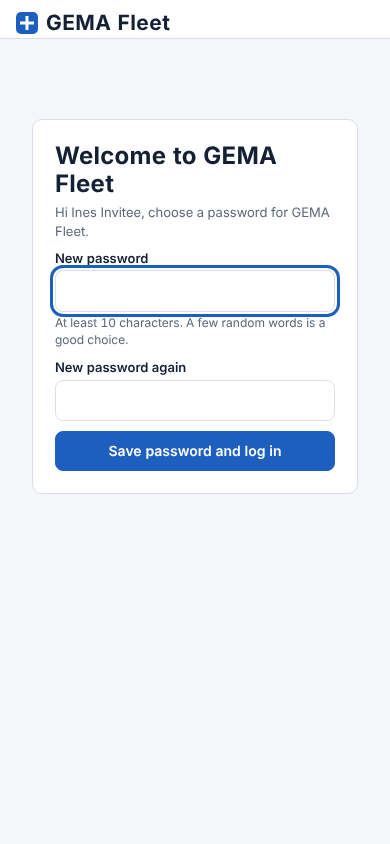 GEMA Fleet
Welcome to GEMA
Fleet
Hi Ines Invitee, choose a password for GEMA
Fleet.
New password
At least 10 characters. A few random words is a
good choice.
New password again
Save password and log in